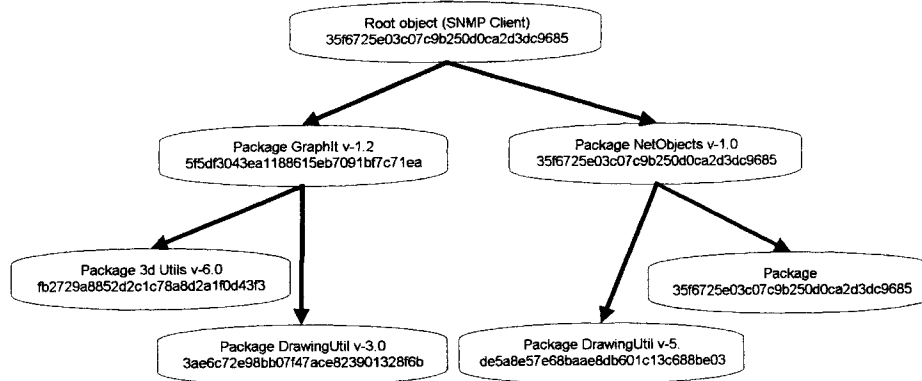 Root object (SNMP Client)
35f6725e03c07c9b250d0ca2d3dc9685
Package GraphIt v-1.2
5f5df3043ea1188615eb7091bf7c71ea
Package NetObjects v-1.0
35f6725e03c07c9b250d0ca2d3dc9685
Package 3d Utils v-6.0
fb2729a8852d2c1c78a8d2a1f0d43f3
Package
35f6725e03c07c9b250d0ca2d3dc9685
Package DrawingUtil v-3.0
3ae6c72e98bb07f47ace823901328f6b
Package DrawingUtil v-5.
de5a8e57e68baae8db601c13c688be03